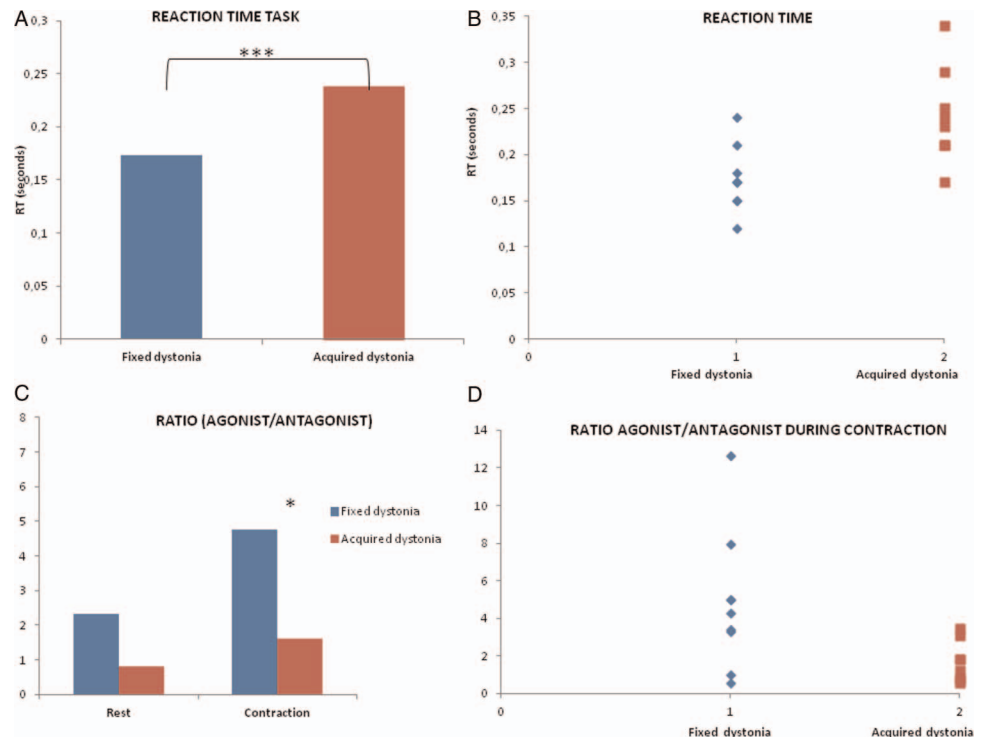 A
REACTION TIME TASK
0,3
0,25
0,2
0,15
0,1
0,05
0
RT (seconds)
***
Fixed dystonia
Acquired dystonia
B
REACTION TIME
0,35
0,3
0,25
0,2
0,15
0,1
0,05
0
RT (seconds)
0
1
2
Fixed dystonia
Acquired dystonia
C
RATIO (AGONIST/ANTAGONIST)
8
7
6
5
4
3
2
1
0
*
Fixed dystonia
Acquired dystonia
Rest
Contraction
D
RATIO AGONIST/ANTAGONIST DURING CONTRACTION
14
12
10
8
6
4
2
0
0
1
2
Fixed dystonia
Acquired dystonia